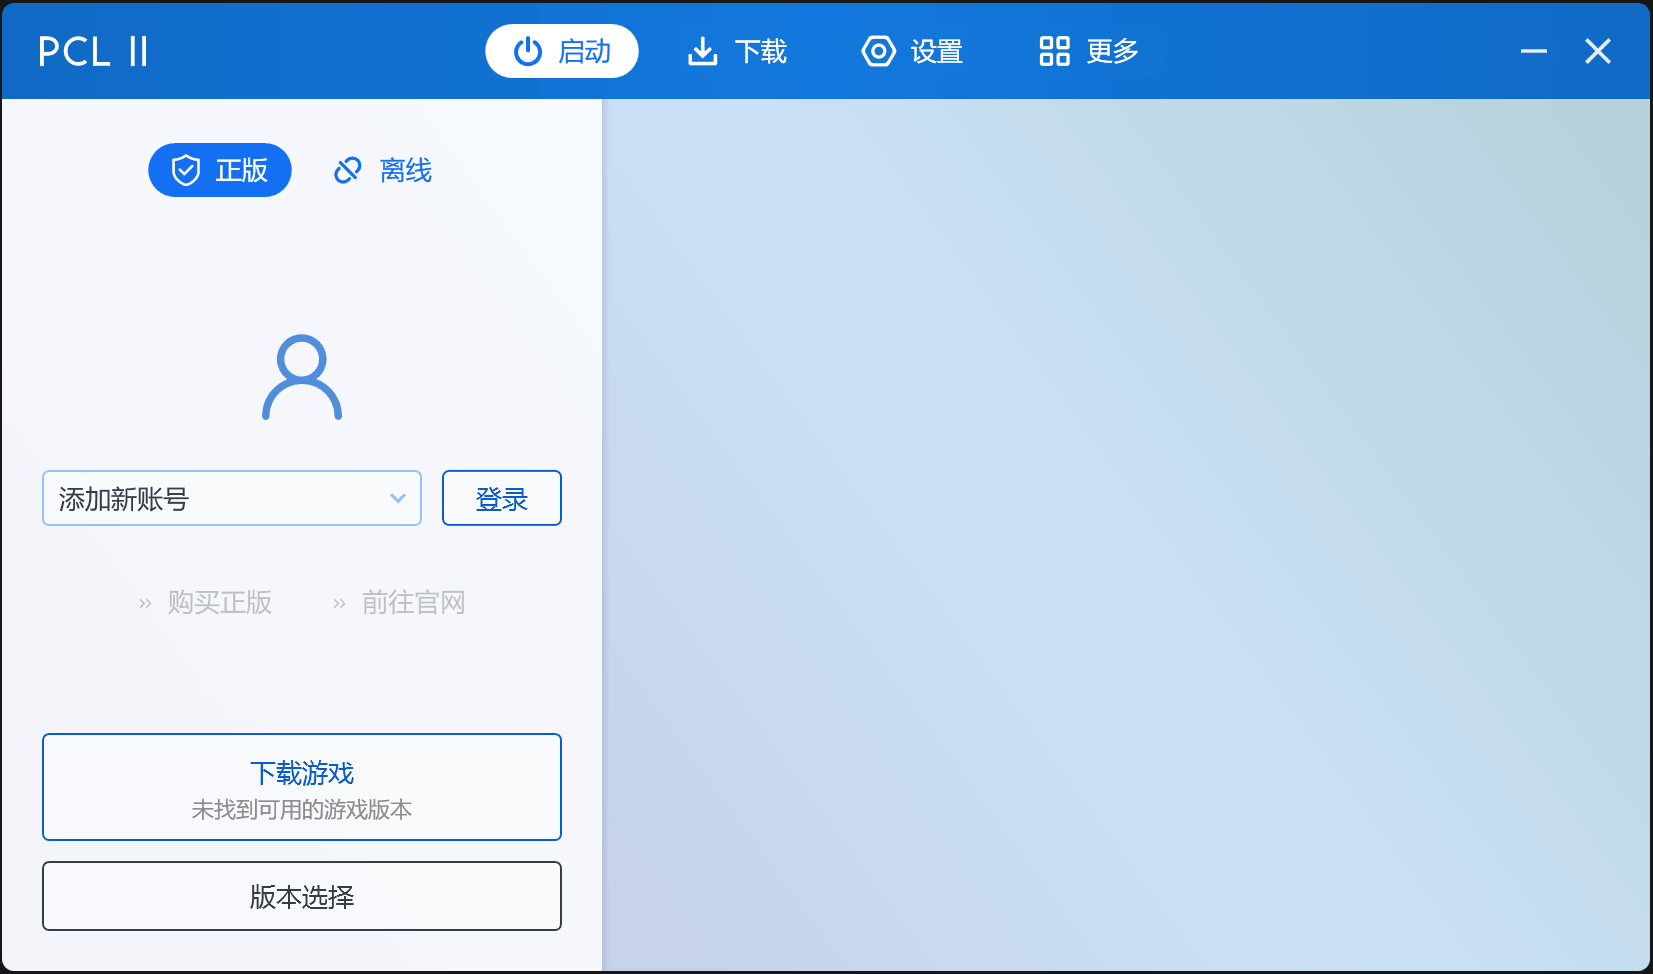 PCL II 启动 下载 设置 更多
正版 离线
添加新账号 登录
» 购买正版 » 前往官网
下载游戏
未找到可用的游戏版本
版本选择